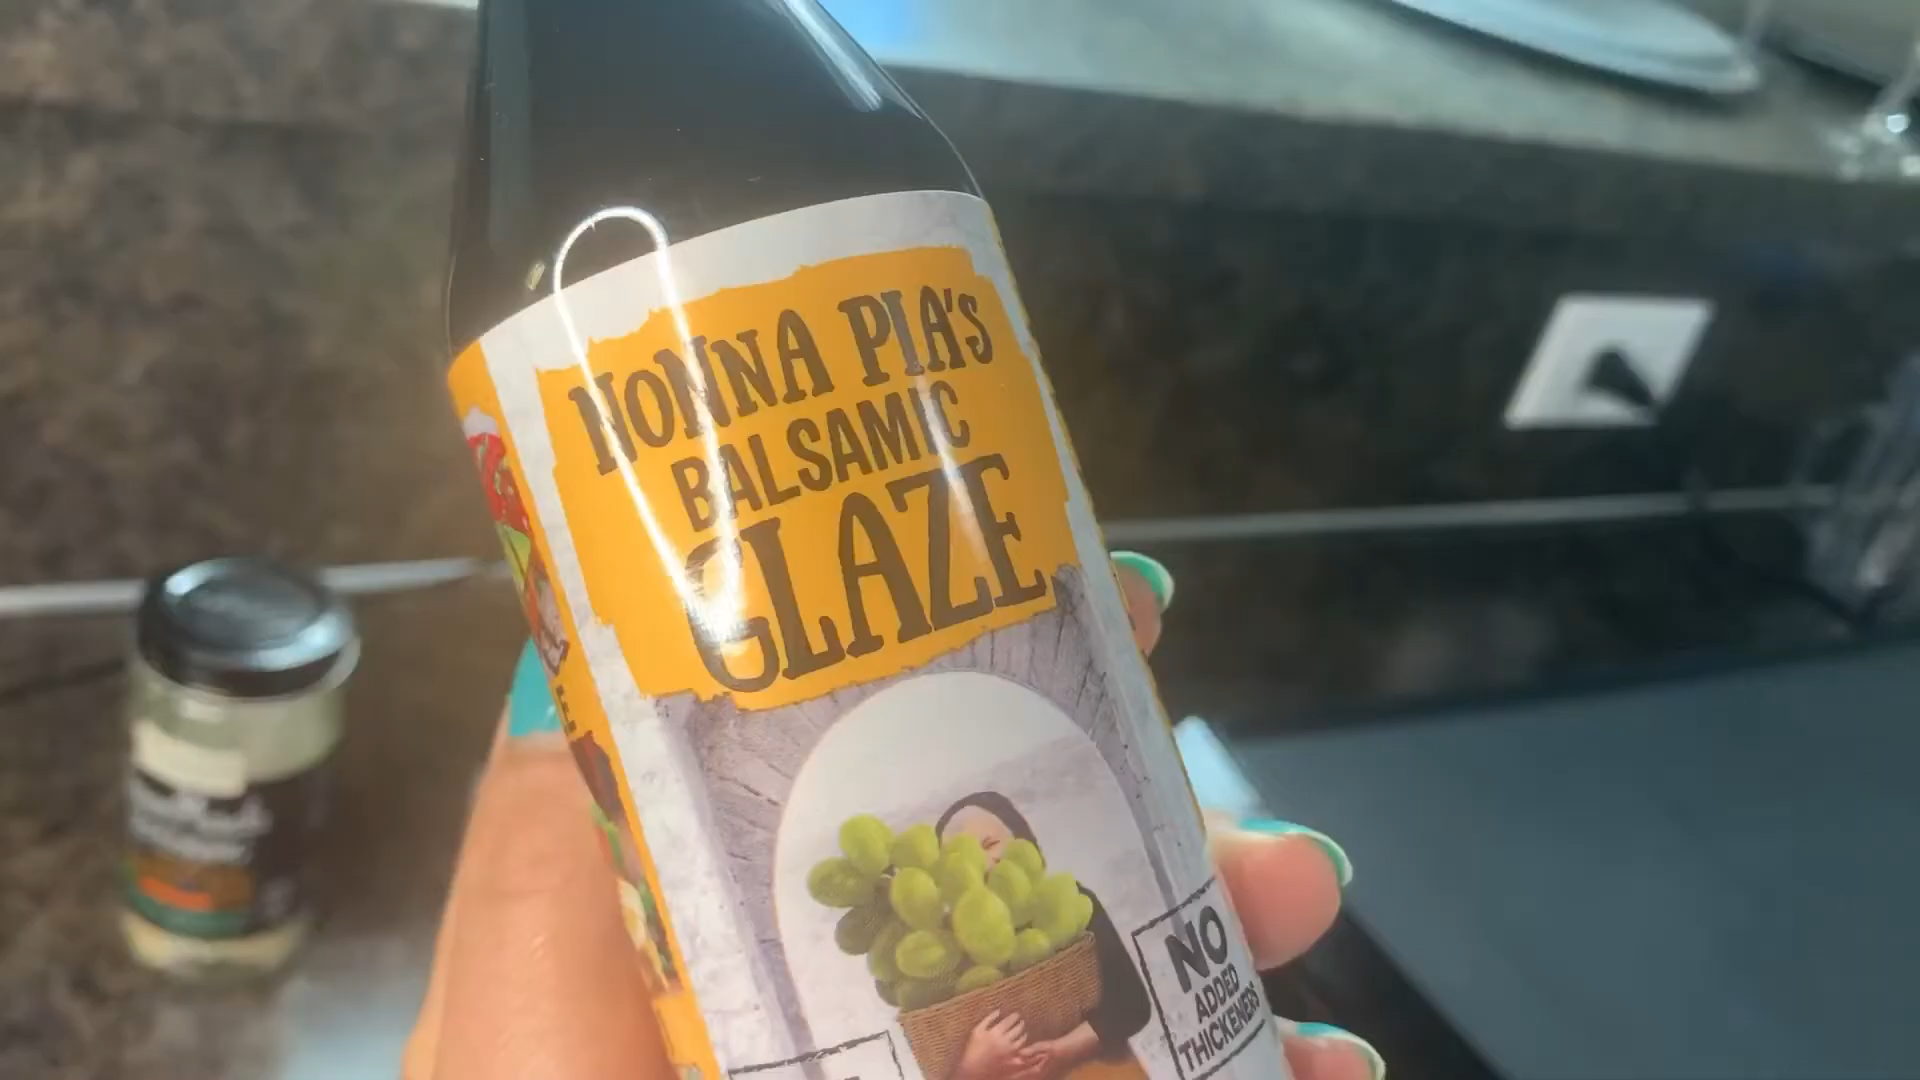 NONNA PIA'S
BALSAMIC
GLAZE
NO
ADDED
THICKENERS